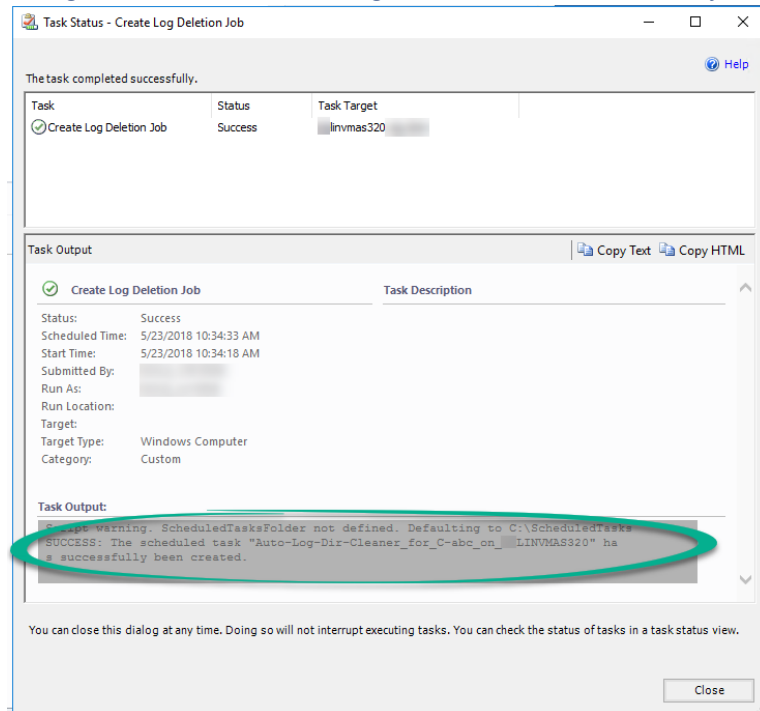 Task Status - Create Log Deletion Job
Help
The task completed successfully.
Task Status Task Target
Create Log Deletion Job Success linvmas320
Task Output Copy Text Copy HTML
Create Log Deletion Job Task Description
Status: Success
Scheduled Time: 5/23/2018 10:34:33 AM
Start Time: 5/23/2018 10:34:18 AM
Submitted By:
Run As:
Run Location:
Target:
Target Type: Windows Computer
Category: Custom
Task Output:
Script warning. ScheduledTasksFolder not defined. Defaulting to C:\ScheduledTasks
SUCCESS: The scheduled task "Auto-Log-Dir-Cleaner_for_C-abc_on_ LINVMAS320" ha
s successfully been created.
You can close this dialog at any time. Doing so will not interrupt executing tasks. You can check the status of tasks in a task status view.
Close